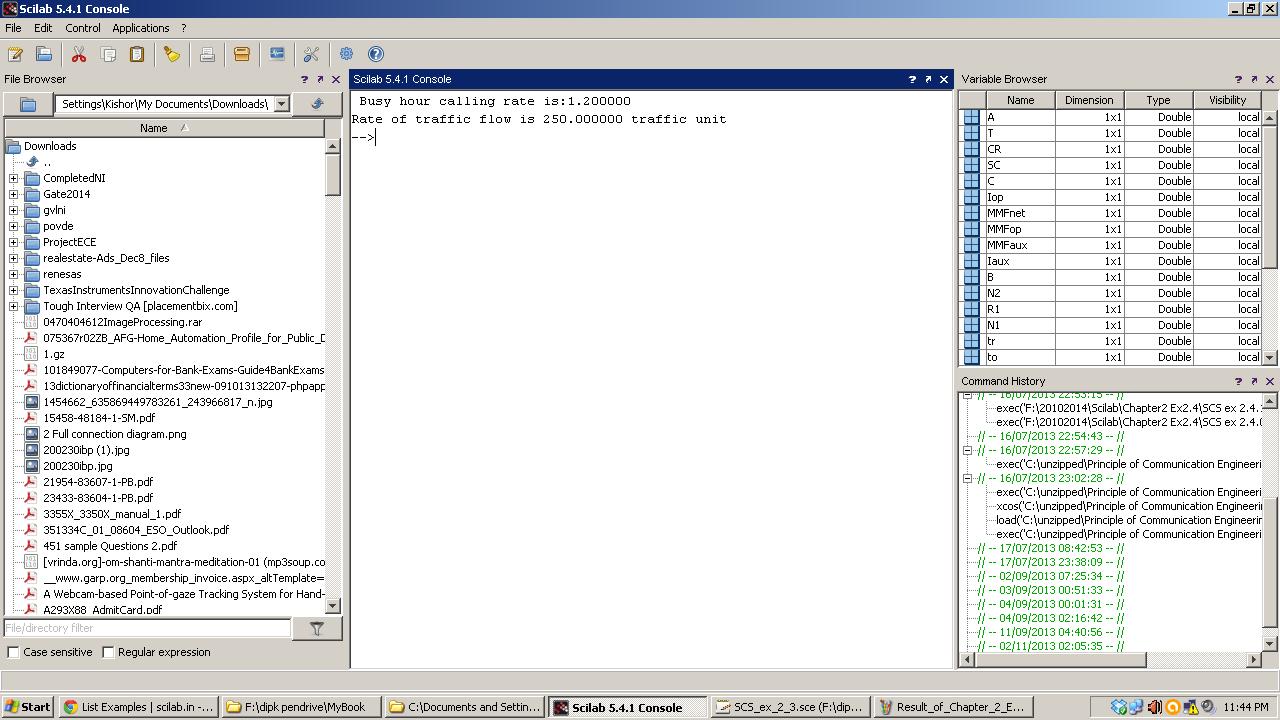 Scilab 5.4.1 Console
File Edit Control Applications ?
File Browser
Settings\Kishor\My Documents\Downloads\
Name
Downloads
..
CompletedNI
Gate2014
gvlni
povde
ProjectECE
realestate-Ads_Dec8_files
renesas
TexasInstrumentsInnovationChallenge
Tough Interview QA [placementbix.com]
0470404612ImageProcessing.rar
075367r02ZB_AFG-Home_Automation_Profile_for_Public_D
1.gz
101849077-Computers-for-Bank-Exams-Guide4BankExams
13dictionaryoffinancialterms33new-091013132207-phpapp
1454662_635869449783261_243966817_n.jpg
15458-48184-1-SM.pdf
2 Full connection diagram.png
200230ibp (1).jpg
200230ibp.jpg
21954-83607-1-PB.pdf
23433-83604-1-PB.pdf
3355X_3350X_manual_1.pdf
351334C_01_08604_ESO_Outlook.pdf
451 sample Questions 2.pdf
[vrinda.org]-om-shanti-mantra-meditation-01 (mp3soup.co
__www.garp.org_membership_invoice.aspx_altTemplate=
A Webcam-based Point-of-gaze Tracking System for Hand-
A293X88_AdmitCard.pdf
File/directory filter
Case sensitive Regular expression
Scilab 5.4.1 Console
Busy hour calling rate is:1.200000
Rate of traffic flow is 250.000000 traffic unit
-->
Variable Browser
Name Dimension Type Visibility
A 1x1 Double local
T 1x1 Double local
CR 1x1 Double local
SC 1x1 Double local
C 1x1 Double local
Iop 1x1 Double local
MMFnet 1x1 Double local
MMFop 1x1 Double local
MMFaux 1x1 Double local
Iaux 1x1 Double local
B 1x1 Double local
N2 1x1 Double local
R1 1x1 Double local
N1 1x1 Double local
tr 1x1 Double local
to 1x1 Double local
Command History
// -- 16/07/2013 22:53:15 -- //
exec('F:\20102014\Scilab\Chapter2 Ex2.4\SCS ex 2.4.
exec('F:\20102014\Scilab\Chapter2 Ex2.4\SCS ex 2.4.
// -- 16/07/2013 22:54:43 -- //
// -- 16/07/2013 22:57:29 -- //
exec('C:\unzipped\Principle of Communication Engineeri
// -- 16/07/2013 23:02:28 -- //
exec('C:\unzipped\Principle of Communication Engineeri
xcos('C:\unzipped\Principle of Communication Engineeri
load('C:\unzipped\Principle of Communication Engineeri
exec('C:\unzipped\Principle of Communication Engineeri
// -- 17/07/2013 08:42:53 -- //
// -- 17/07/2013 23:38:09 -- //
// -- 02/09/2013 07:25:34 -- //
// -- 03/09/2013 00:51:33 -- //
// -- 04/09/2013 00:01:31 -- //
// -- 04/09/2013 02:16:42 -- //
// -- 11/09/2013 04:40:56 -- //
// -- 02/11/2013 02:05:35 -- //
Start
List Examples | scilab.in -...
F:\dipk pendrive\MyBook
C:\Documents and Settin...
Scilab 5.4.1 Console
SCS_ex_2_3.sce (F:\dip...
Result_of_Chapter_2_E...
11:44 PM